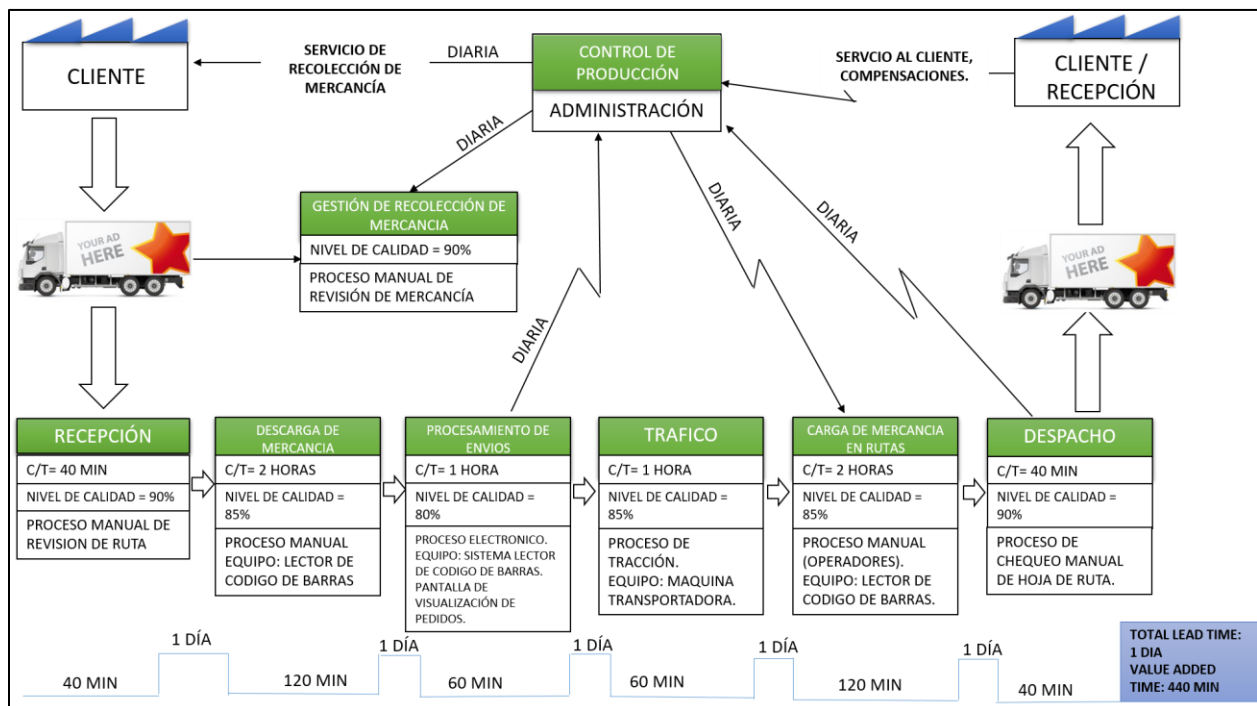 CLIENTE
SERVICIO DE
RECOLECCIÓN DE
MERCANCÍA
DIARIA
CONTROL DE
PRODUCCIÓN
ADMINISTRACIÓN
SERVCIO AL CLIENTE,
COMPENSACIONES.
CLIENTE /
RECEPCIÓN
DIARIA
DIARIA
DIARIA
DIARIA
YOUR AD
HERE
GESTIÓN DE RECOLECCIÓN DE
MERCANCIA
NIVEL DE CALIDAD = 90%
PROCESO MANUAL DE
REVISIÓN DE MERCANCÍA
YOUR AD
HERE
RECEPCIÓN
C/T= 40 MIN
NIVEL DE CALIDAD = 90%
PROCESO MANUAL DE
REVISION DE RUTA
DESCARGA DE
MERCANCIA
C/T= 2 HORAS
NIVEL DE CALIDAD =
85%
PROCESO MANUAL
EQUIPO: LECTOR DE
CODIGO DE BARRAS
PROCESAMIENTO DE
ENVIOS
C/T= 1 HORA
NIVEL DE CALIDAD =
80%
PROCESO ELECTRONICO.
EQUIPO: SISTEMA LECTOR
DE CODIGO DE BARRAS.
PANTALLA DE
VISUALIZACIÓN DE
PEDIDOS.
TRAFICO
C/T= 1 HORA
NIVEL DE CALIDAD =
85%
PROCESO DE
TRACCIÓN.
EQUIPO: MAQUINA
TRANSPORTADORA.
CARGA DE MERCANCIA
EN RUTAS
C/T= 2 HORAS
NIVEL DE CALIDAD =
85%
PROCESO MANUAL
(OPERADORES).
EQUIPO: LECTOR DE
CODIGO DE BARRAS.
DESPACHO
C/T= 40 MIN
NIVEL DE CALIDAD =
90%
PROCESO DE
CHEQUEO MANUAL
DE HOJA DE RUTA.
40 MIN
1 DÍA
120 MIN
1 DÍA
60 MIN
1 DÍA
60 MIN
1 DÍA
120 MIN
1 DÍA
40 MIN
TOTAL LEAD TIME:
1 DIA
VALUE ADDED
TIME: 440 MIN